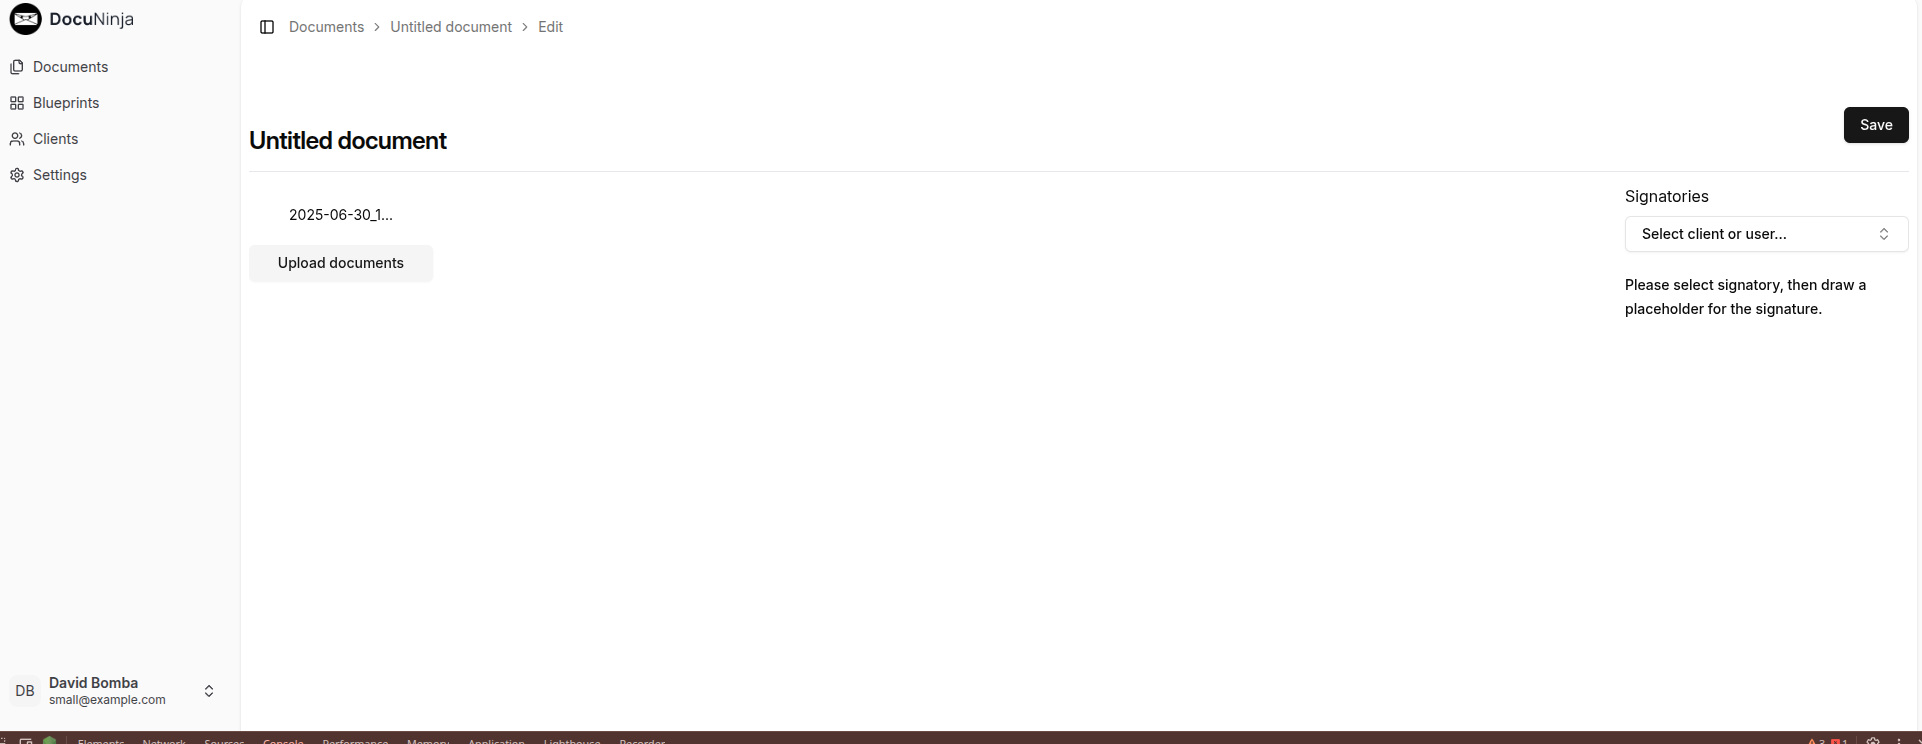 DocuNinja
Documents
Blueprints
Clients
Settings
Documents > Untitled document > Edit
Untitled document
Save
2025-06-30_1...
Upload documents
Signatories
Select client or user...
Please select signatory, then draw a
placeholder for the signature.
DB
David Bomba
small@example.com
Elements Network Sources Console Performance Memory Application Lighthouse Recorder
3 1